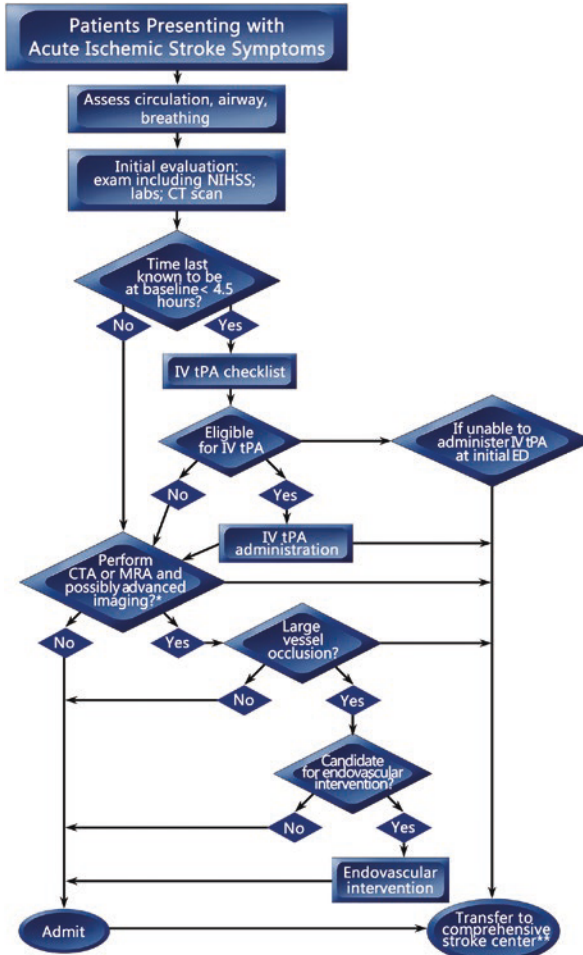 Patients Presenting with
Acute Ischemic Stroke Symptoms
Assess circulation, airway,
breathing
Initial evaluation:
exam including NIHSS;
labs; CT scan
Time last
known to be
at baseline< 4.5
hours?
No
Yes
IV tPA checklist
Eligible
for IV tPA
If unable to
administer IV tPA
at initial ED
No
Yes
IV tPA
administration
Perform
CTA or MRA and
possibly advanced
imaging?*
No
Yes
Large
vessel
occlusion?
No
Yes
Candidate
for endovascular
intervention?
No
Yes
Endovascular
intervention
Admit
Transfer to
comprehensive
stroke center**